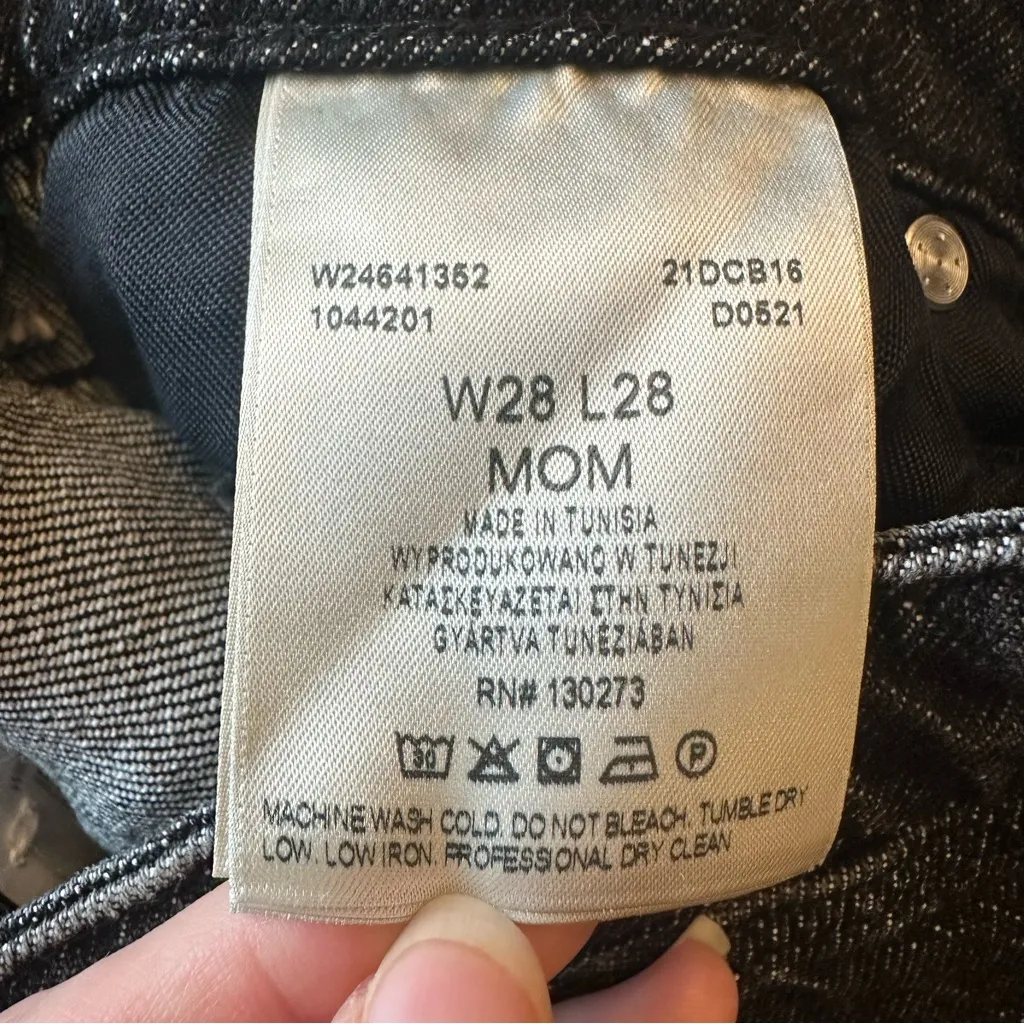 W24641352 21DCB16
1044201 D0521
W28 L28
MOM
MADE IN TUNISIA
WYPRODUKOWANO W TUNEZJI
ΚΑΤΑΣΚΕΥΑΖΕΤΑΙ ΣΤΗΝ ΤΥΝΙΣΙΑ
GYÁRTVA TUNÉZIÁBAN
RN# 130273
30 P
MACHINE WASH COLD. DO NOT BLEACH. TUMBLE DRY
LOW. LOW IRON. PROFESSIONAL DRY CLEAN